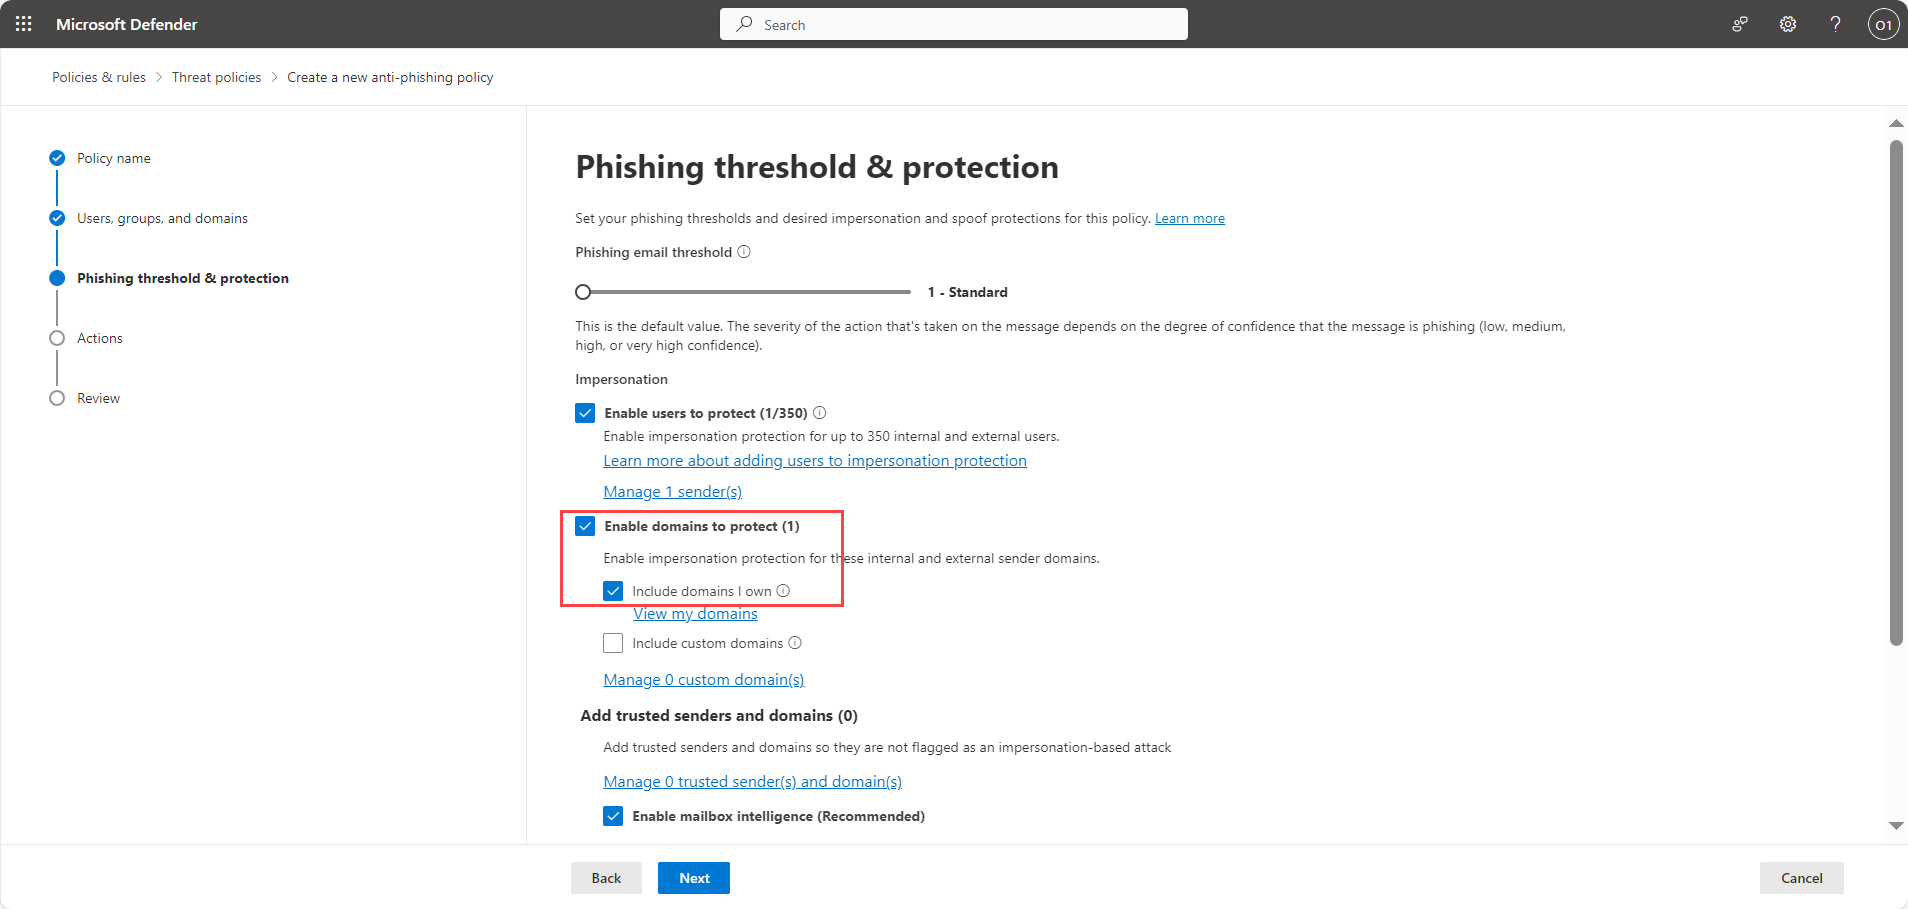 Microsoft Defender
Search
O1
Policies & rules > Threat policies > Create a new anti-phishing policy
Policy name
Users, groups, and domains
Phishing threshold & protection
Actions
Review
Phishing threshold & protection
Set your phishing thresholds and desired impersonation and spoof protections for this policy. Learn more
Phishing email threshold
1 - Standard
This is the default value. The severity of the action that's taken on the message depends on the degree of confidence that the message is phishing (low, medium,
high, or very high confidence).
Impersonation
Enable users to protect (1/350)
Enable impersonation protection for up to 350 internal and external users.
Learn more about adding users to impersonation protection
Manage 1 sender(s)
Enable domains to protect (1)
Enable impersonation protection for these internal and external sender domains.
Include domains I own
View my domains
Include custom domains
Manage 0 custom domain(s)
Add trusted senders and domains (0)
Add trusted senders and domains so they are not flagged as an impersonation-based attack
Manage 0 trusted sender(s) and domain(s)
Enable mailbox intelligence (Recommended)
Back
Next
Cancel